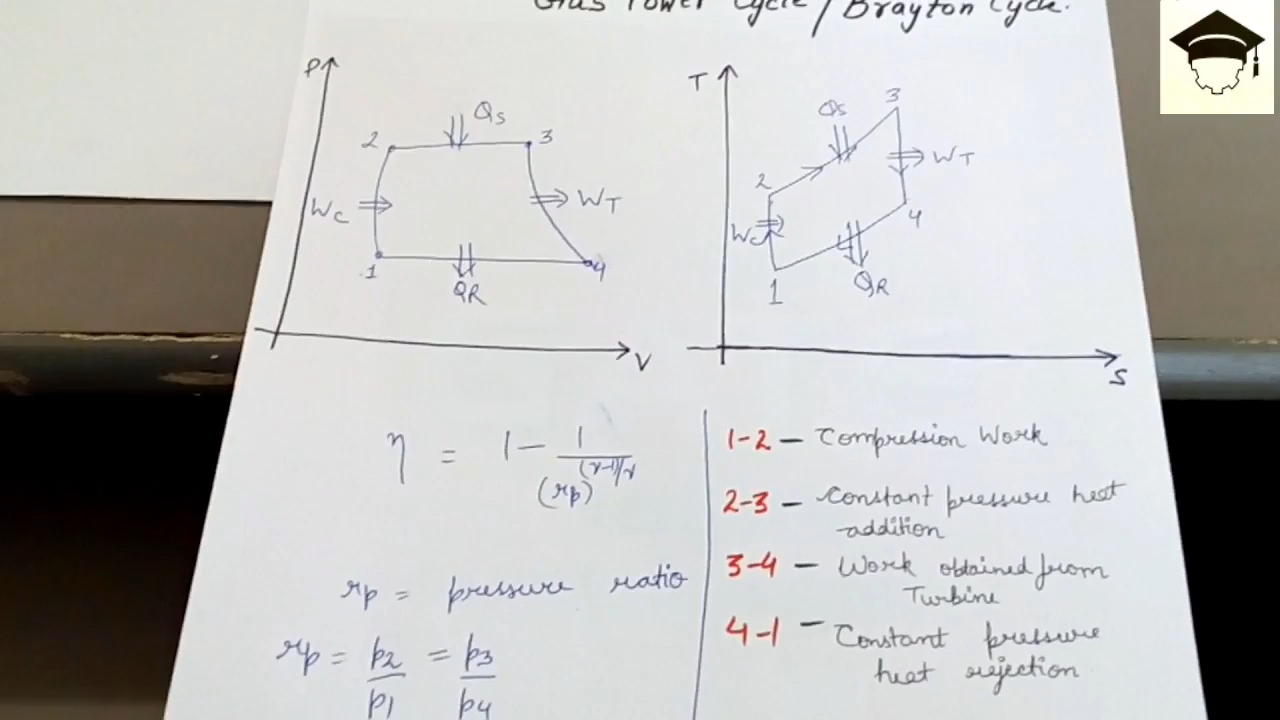 Gas Power Cycle / Brayton Cycle.
P
2
Qs
3
Wc
WT
1
QR
4
V
T
3
Qs
2
WT
Wc
4
1
QR
S
η = 1 - 1/(rp)^(γ-1)/γ
rp = pressure ratio
rp = p2/p1 = p3/p4
1-2 - Compression Work
2-3 - Constant pressure heat
addition
3-4 - Work obtained from
Turbine
4-1 - Constant pressure
heat rejection